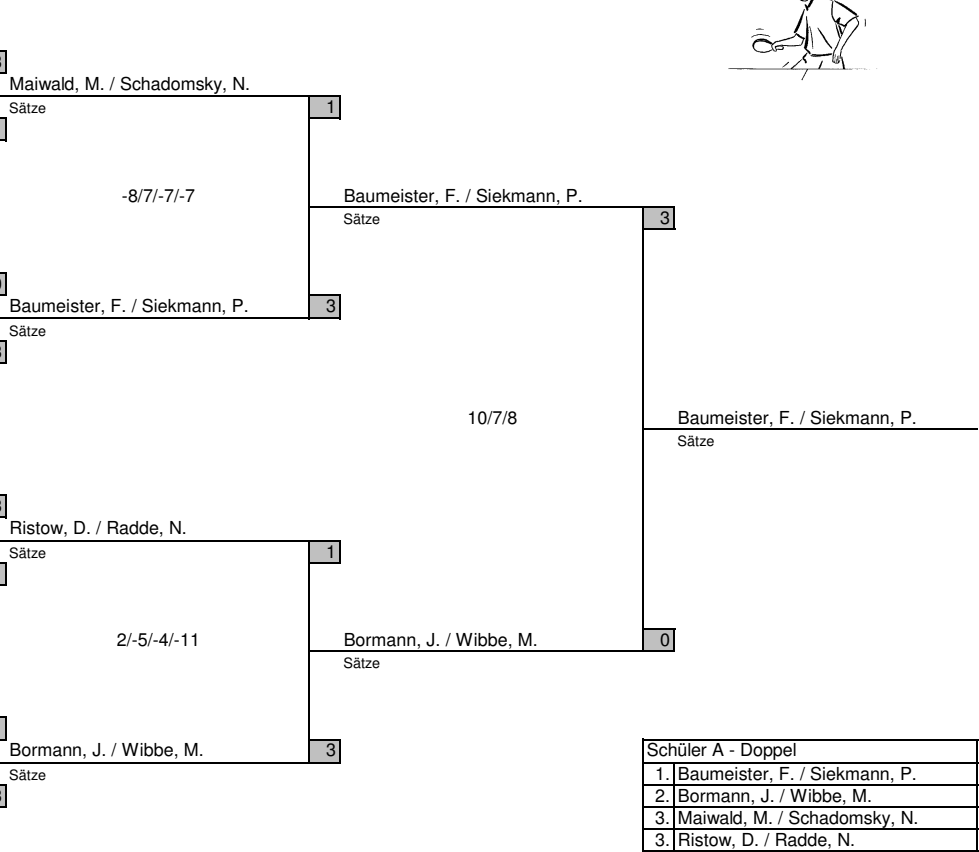 Maiwald, M. / Schadomsky, N.
Sätze
1
-8/7/-7/-7
Baumeister, F. / Siekmann, P.
Sätze
3
Baumeister, F. / Siekmann, P.
3
Sätze
10/7/8
Baumeister, F. / Siekmann, P.
Sätze
Ristow, D. / Radde, N.
Sätze
1
2/-5/-4/-11
Bormann, J. / Wibbe, M.
0
Sätze
Bormann, J. / Wibbe, M.
3
Sätze
Schüler A - Doppel
1. Baumeister, F. / Siekmann, P.
2. Bormann, J. / Wibbe, M.
3. Maiwald, M. / Schadomsky, N.
3. Ristow, D. / Radde, N.